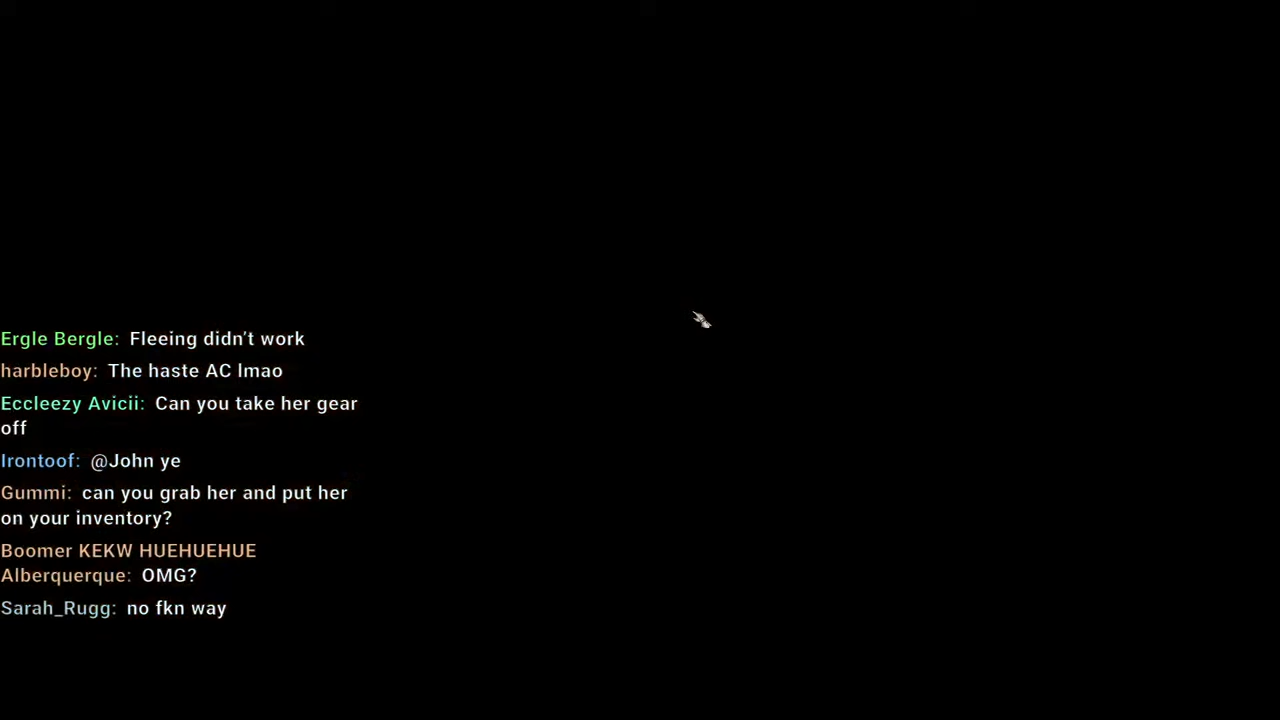 Ergle Bergle: Fleeing didn't work
harbleboy: The haste AC lmao
Eccleezy Avicii: Can you take her gear
off
Irontoof: @John ye
Gummi: can you grab her and put her
on your inventory?
Boomer KEKW HUEHUEHUE
Alberquerque: OMG?
Sarah_Rugg: no fkn way